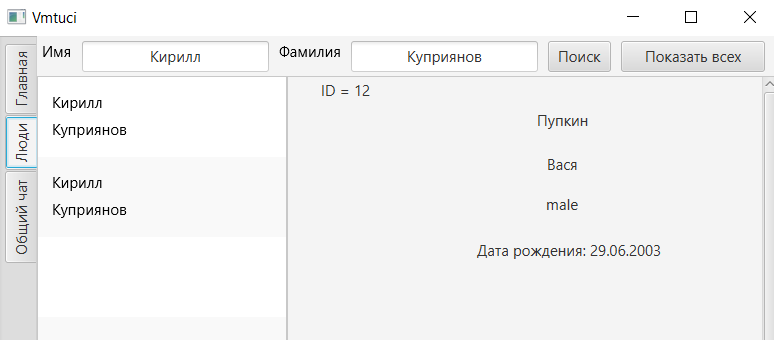 Vmtuci
Имя Кирилл Фамилия Куприянов Поиск Показать всех
Главная
Люди
Общий чат
Кирилл
Куприянов
Кирилл
Куприянов
ID = 12
Пупкин
Вася
male
Дата рождения: 29.06.2003